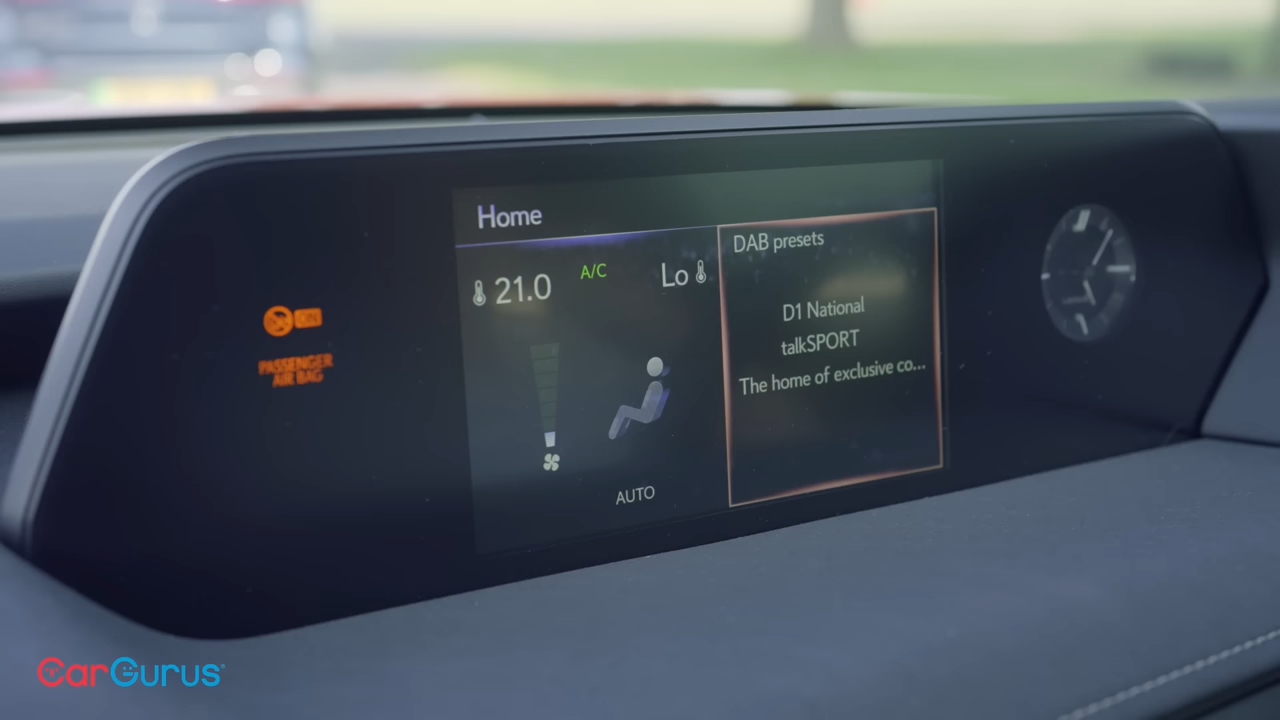 Home
21.0 A/C Lo
AUTO
DAB presets
D1 National
talkSPORT
The home of exclusive co...
ON
PASSENGER
AIR BAG
CarGurus